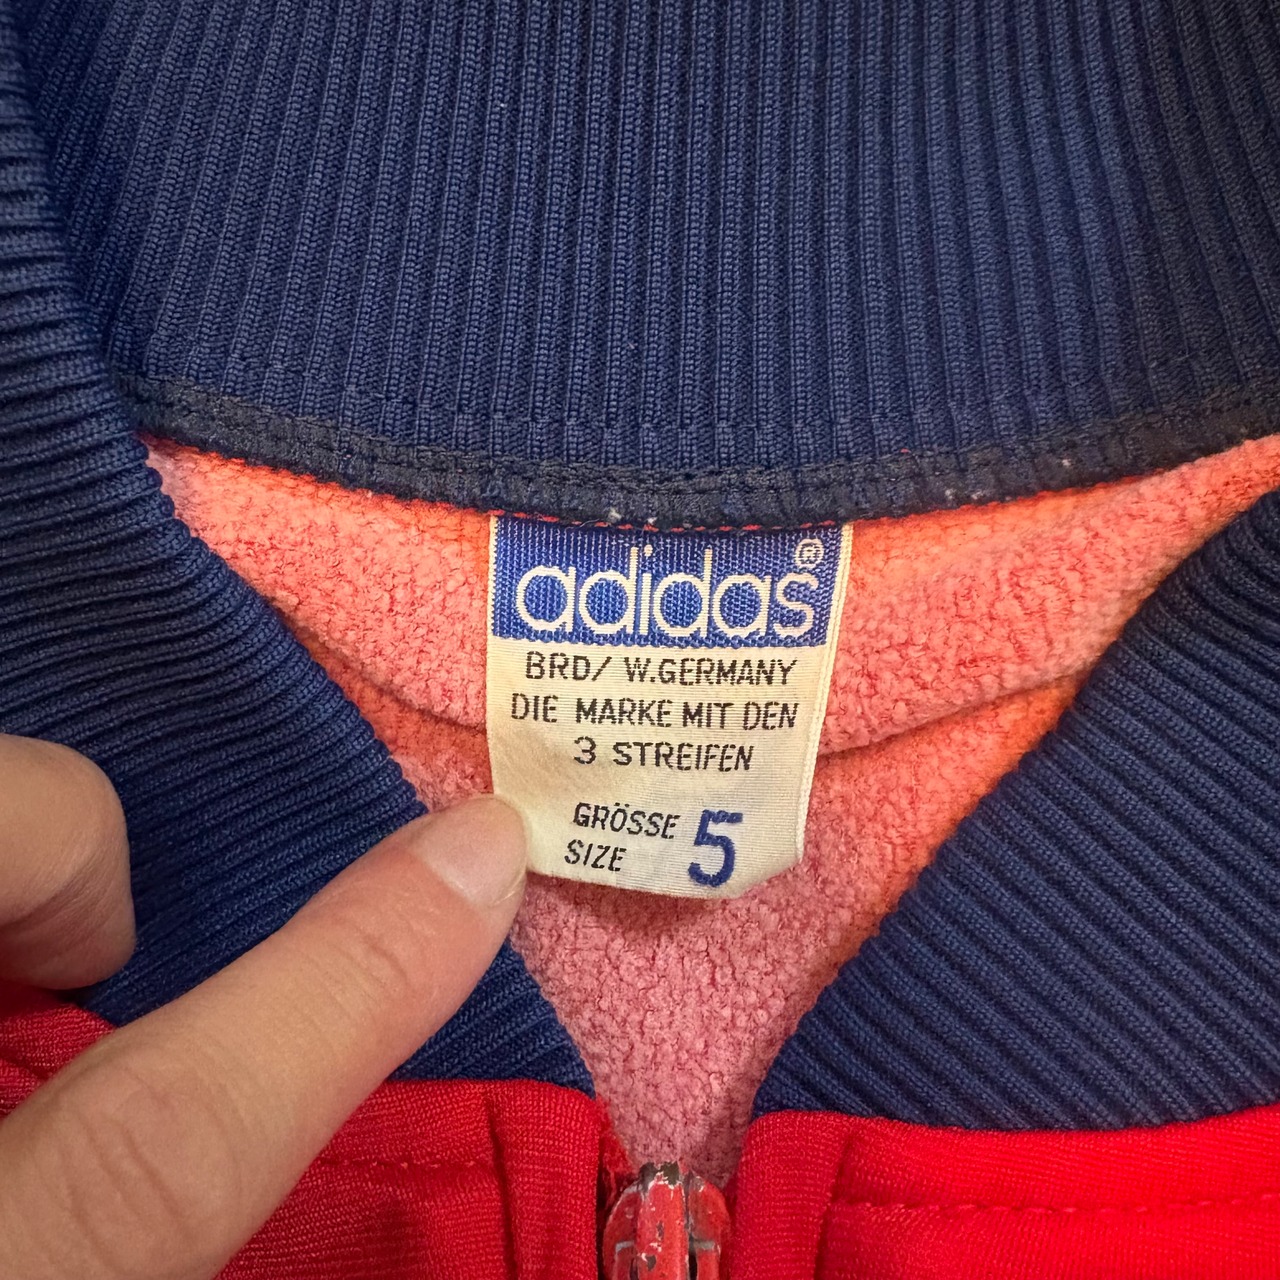 adidas®
BRD/ W.GERMANY
DIE MARKE MIT DEN
3 STREIFEN
GRÖSSE 5
SIZE